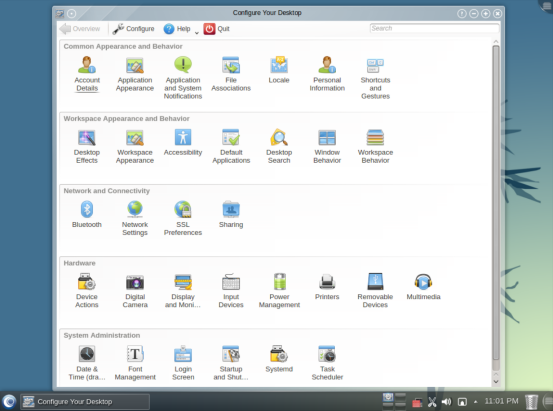 Configure Your Desktop
Overview Configure Help Quit Search
Common Appearance and Behavior
Account Details
Application Appearance
Application and System Notifications
File Associations
Locale
Personal Information
Shortcuts and Gestures
Workspace Appearance and Behavior
Desktop Effects
Workspace Appearance
Accessibility
Default Applications
Desktop Search
Window Behavior
Workspace Behavior
Network and Connectivity
Bluetooth
Network Settings
SSL Preferences
Sharing
Hardware
Device Actions
Digital Camera
Display and Moni...
Input Devices
Power Management
Printers
Removable Devices
Multimedia
System Administration
Date & Time (dra...
Font Management
Login Screen
Startup and Shut...
Systemd
Task Scheduler
Configure Your Desktop
11:01 PM